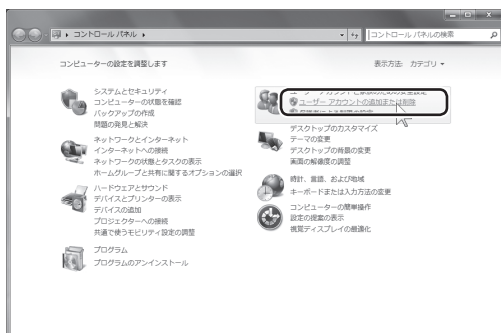 コントロール パネル
コントロール パネルの検索
コンピューターの設定を調整します
表示方法: カテゴリ
システムとセキュリティ
コンピューターの状態を確認
バックアップの作成
問題の発見と解決
ネットワークとインターネット
インターネットへの接続
ネットワークの状態とタスクの表示
ホームグループと共有に関するオプションの選択
ハードウェアとサウンド
デバイスとプリンターの表示
デバイスの追加
プロジェクターへの接続
共通で使うモビリティ設定の調整
プログラム
プログラムのアンインストール
ユーザー アカウントの追加または削除
デスクトップのカスタマイズ
テーマの変更
デスクトップの背景の変更
画面の解像度の調整
時計、言語、および地域
キーボードまたは入力方法の変更
コンピューターの簡単操作
設定の提案の表示
視覚ディスプレイの最適化